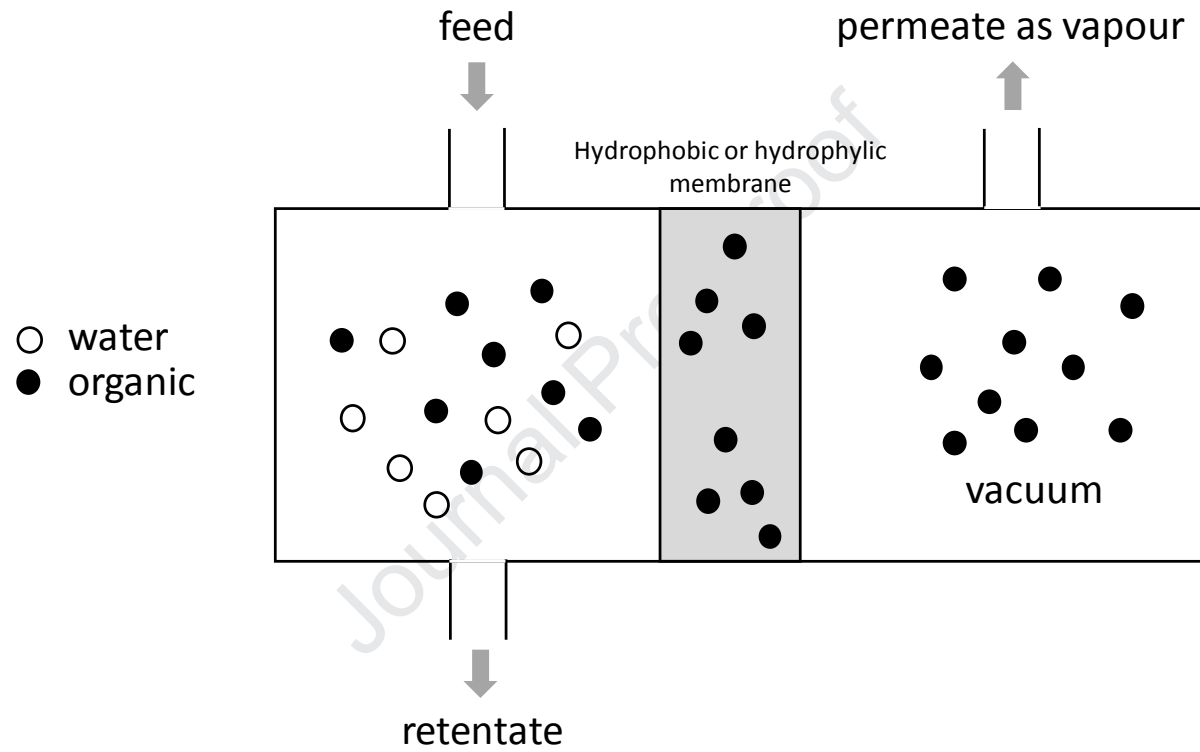 feed
permeate as vapour
Hydrophobic or hydrophylic
membrane
water
organic
vacuum
retentate
Journal Pre-proof